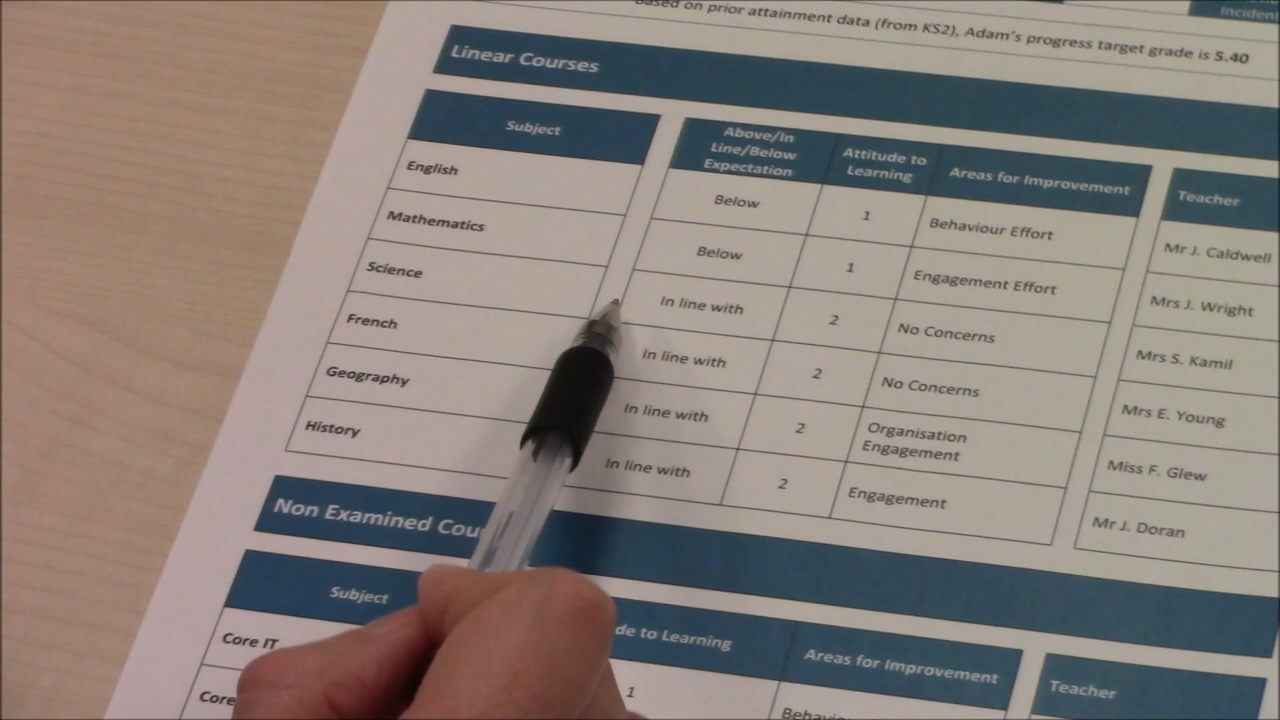 Incident
Based on prior attainment data (from KS2), Adam's progress target grade is 5.40
Linear Courses
Subject
Above/In
Line/Below
Expectation
Attitude to
Learning
Areas for Improvement
Teacher
English
Below
1
Behaviour Effort
Mr J. Caldwell
Mathematics
Below
1
Engagement Effort
Mrs J. Wright
Science
In line with
2
No Concerns
Mrs S. Kamil
French
In line with
2
No Concerns
Mrs E. Young
Geography
In line with
2
Organisation
Engagement
Miss F. Glew
History
In line with
2
Engagement
Mr J. Doran
Non Examined Cou
Subject
de to Learning
Areas for Improvement
Teacher
Core IT
1
Behavio
Core